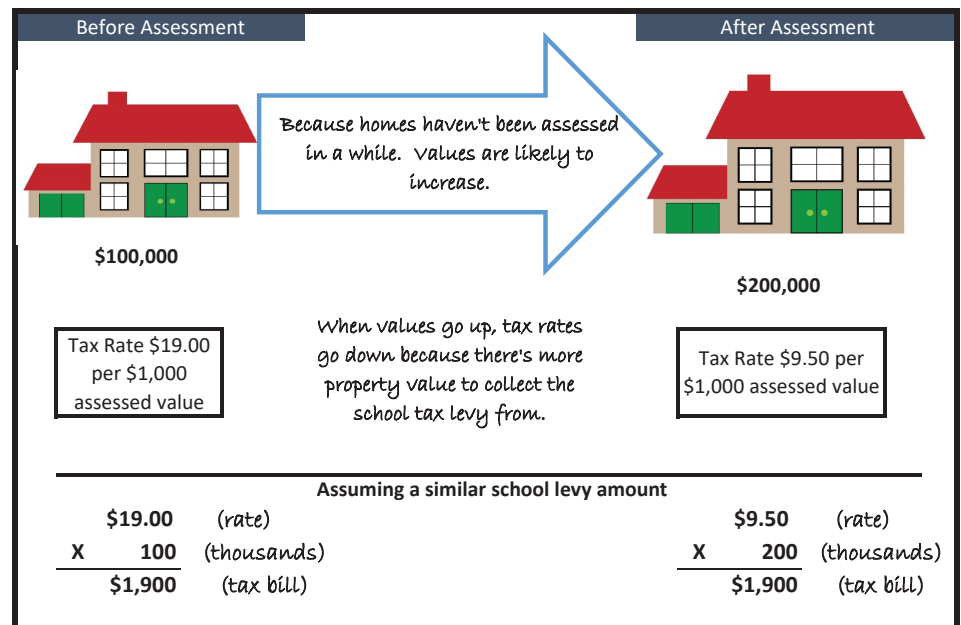 Before Assessment
After Assessment
Because homes haven't been assessed
in a while. Values are likely to
increase.
$100,000
$200,000
Tax Rate $19.00
per $1,000
assessed value
When values go up, tax rates
go down because there's more
property value to collect the
school tax levy from.
Tax Rate $9.50 per
$1,000 assessed value
Assuming a similar school levy amount
$19.00 (rate)
X 100 (thousands)
$1,900 (tax bill)
$9.50 (rate)
X 200 (thousands)
$1,900 (tax bill)